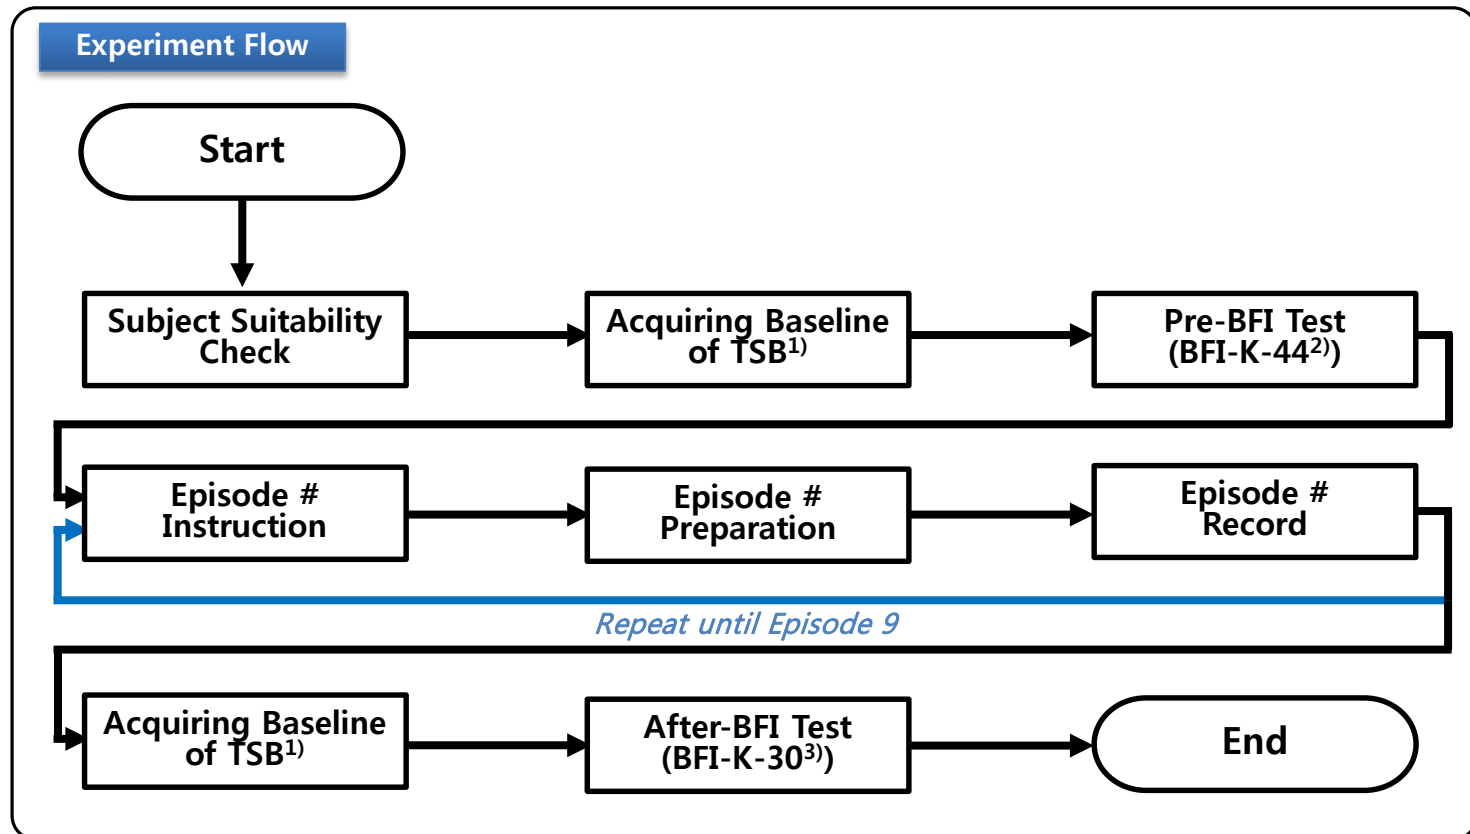 Experiment Flow
Start
Subject Suitability
Check
Acquiring Baseline
of TSB1)
Pre-BFI Test
(BFI-K-442))
Episode #
Instruction
Episode #
Preparation
Episode #
Record
Repeat until Episode 9
Acquiring Baseline
of TSB1)
After-BFI Test
(BFI-K-303))
End